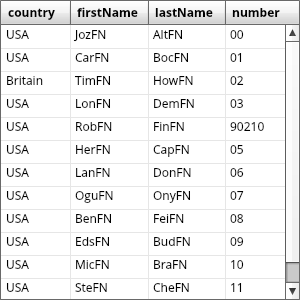 country firstName lastName number
USA JozFN AltFN 00
USA CarFN BocFN 01
Britain TimFN HowFN 02
USA LonFN DemFN 03
USA RobFN FinFN 90210
USA HerFN CapFN 05
USA LanFN DonFN 06
USA OguFN OnyFN 07
USA BenFN FeiFN 08
USA EdsFN BudFN 09
USA MicFN BraFN 10
USA SteFN CheFN 11